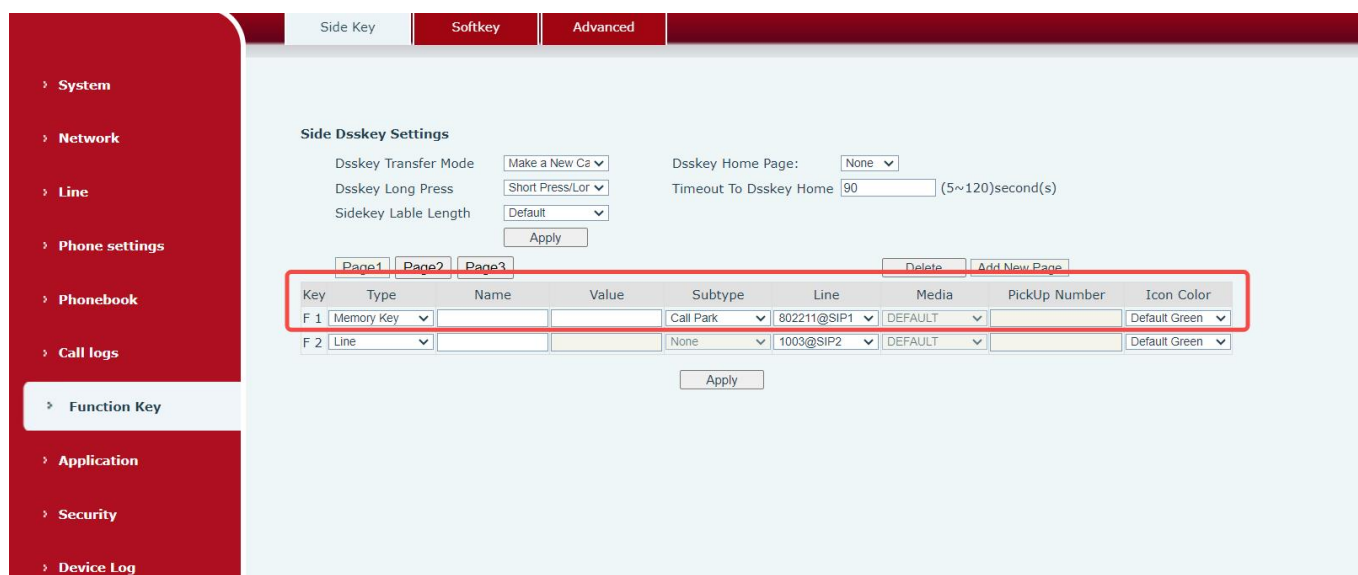 Side Key Softkey Advanced
System
Network
Line
Phone settings
Phonebook
Call logs
Function Key
Application
Security
Device Log
Side Dsskey Settings
Dsskey Transfer Mode Make a New Ca Dsskey Home Page: None
Dsskey Long Press Short Press/Lor Timeout To Dsskey Home 90 (5~120)second(s)
Sidekey Lable Length Default
Apply
Page1 Page2 Page3 Delete Add New Page
Key Type Name Value Subtype Line Media PickUp Number Icon Color
F 1 Memory Key Call Park 802211@SIP1 DEFAULT Default Green
F 2 Line None 1003@SIP2 DEFAULT Default Green
Apply